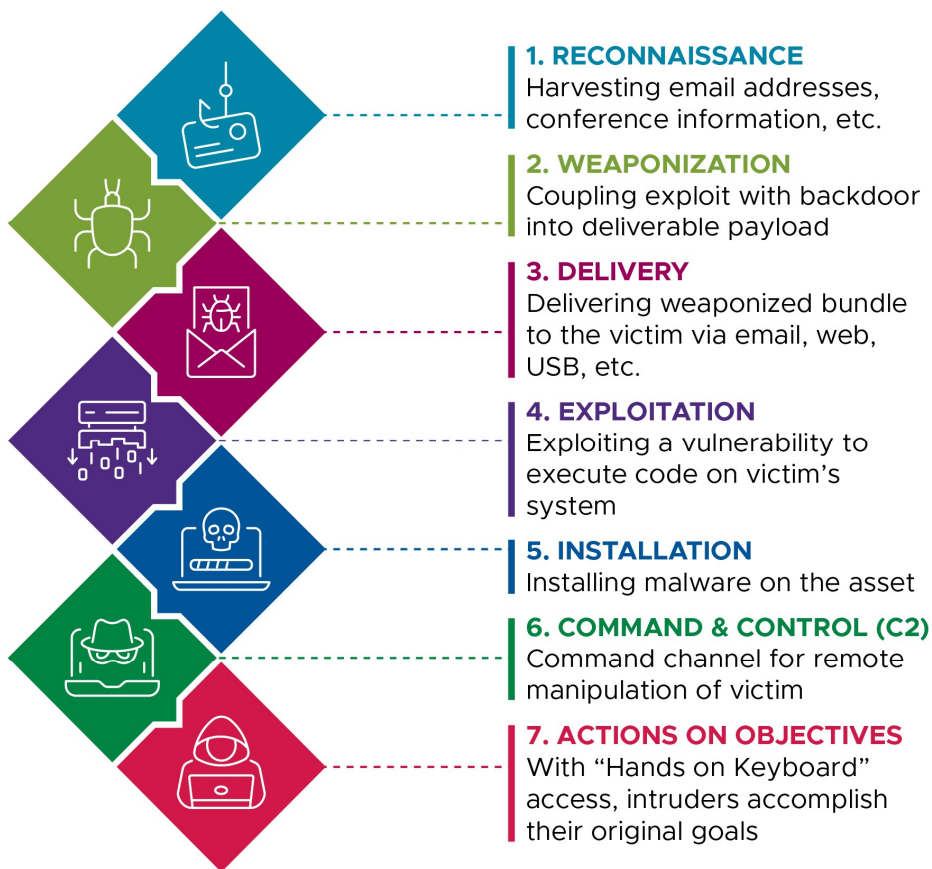 1. RECONNAISSANCE
Harvesting email addresses,
conference information, etc.
2. WEAPONIZATION
Coupling exploit with backdoor
into deliverable payload
3. DELIVERY
Delivering weaponized bundle
to the victim via email, web,
USB, etc.
4. EXPLOITATION
Exploiting a vulnerability to
execute code on victim’s
system
5. INSTALLATION
Installing malware on the asset
6. COMMAND & CONTROL (C2)
Command channel for remote
manipulation of victim
7. ACTIONS ON OBJECTIVES
With “Hands on Keyboard”
access, intruders accomplish
their original goals